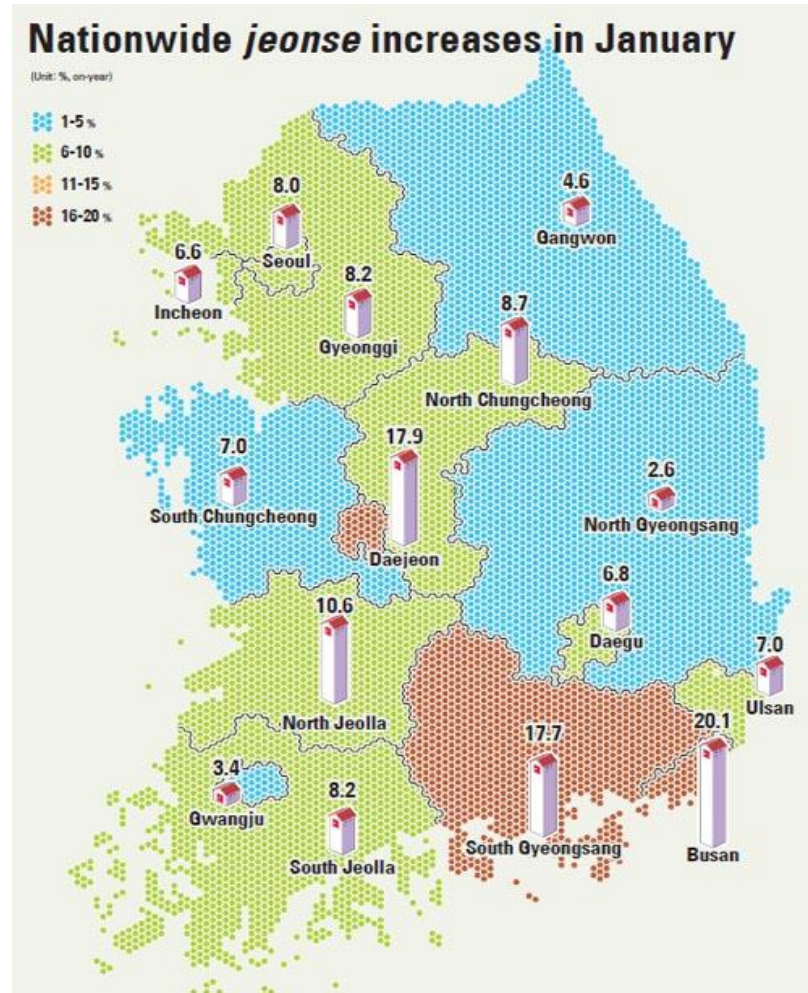 Nationwide jeonse increases in January
(Unit: %, on-year)
1-5 %
6-10 %
11-15 %
16-20 %
4.6
Gangwon
8.0
Seoul
6.6
Incheon
8.2
Gyeonggi
8.7
North Chungcheong
7.0
South Chungcheong
17.9
Daejeon
2.6
North Gyeongsang
6.8
Daegu
7.0
Ulsan
10.6
North Jeolla
20.1
Busan
17.7
South Gyeongsang
3.4
Gwangju
8.2
South Jeolla